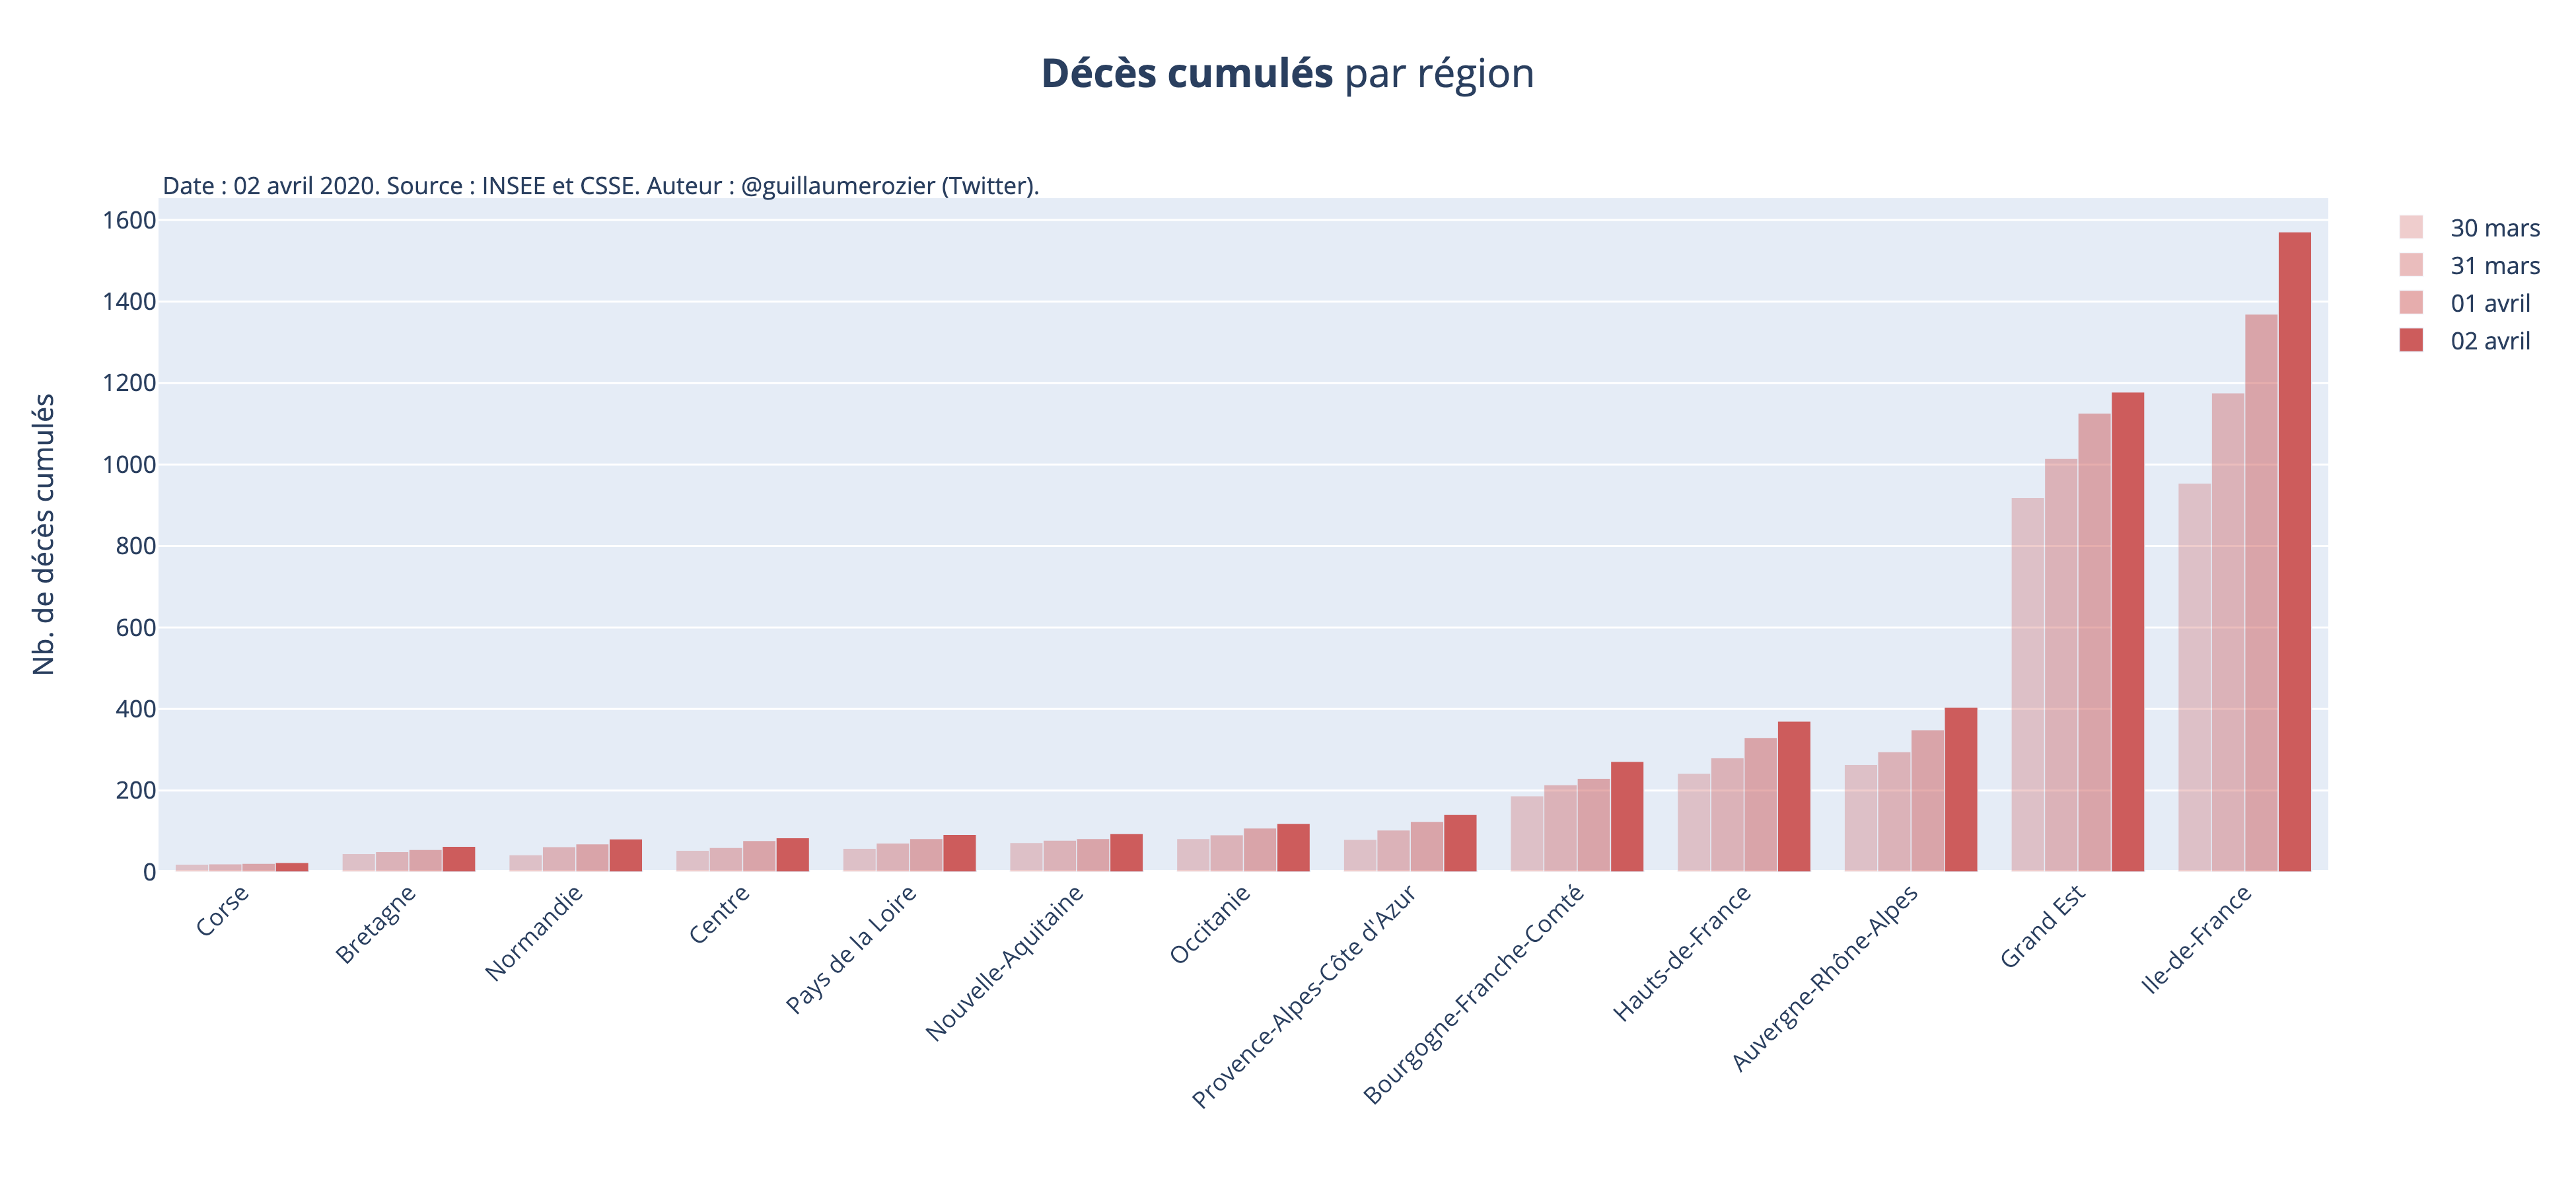 Décès cumulés par région
Date : 02 avril 2020. Source : INSEE et CSSE. Auteur : @guillaumerozier (Twitter).
Nb. de décès cumulés
1600
1400
1200
1000
800
600
400
200
0
30 mars
31 mars
01 avril
02 avril
Corse
Bretagne
Normandie
Centre
Pays de la Loire
Nouvelle-Aquitaine
Occitanie
Provence-Alpes-Côte d'Azur
Bourgogne-Franche-Comté
Hauts-de-France
Auvergne-Rhône-Alpes
Grand Est
Ile-de-France